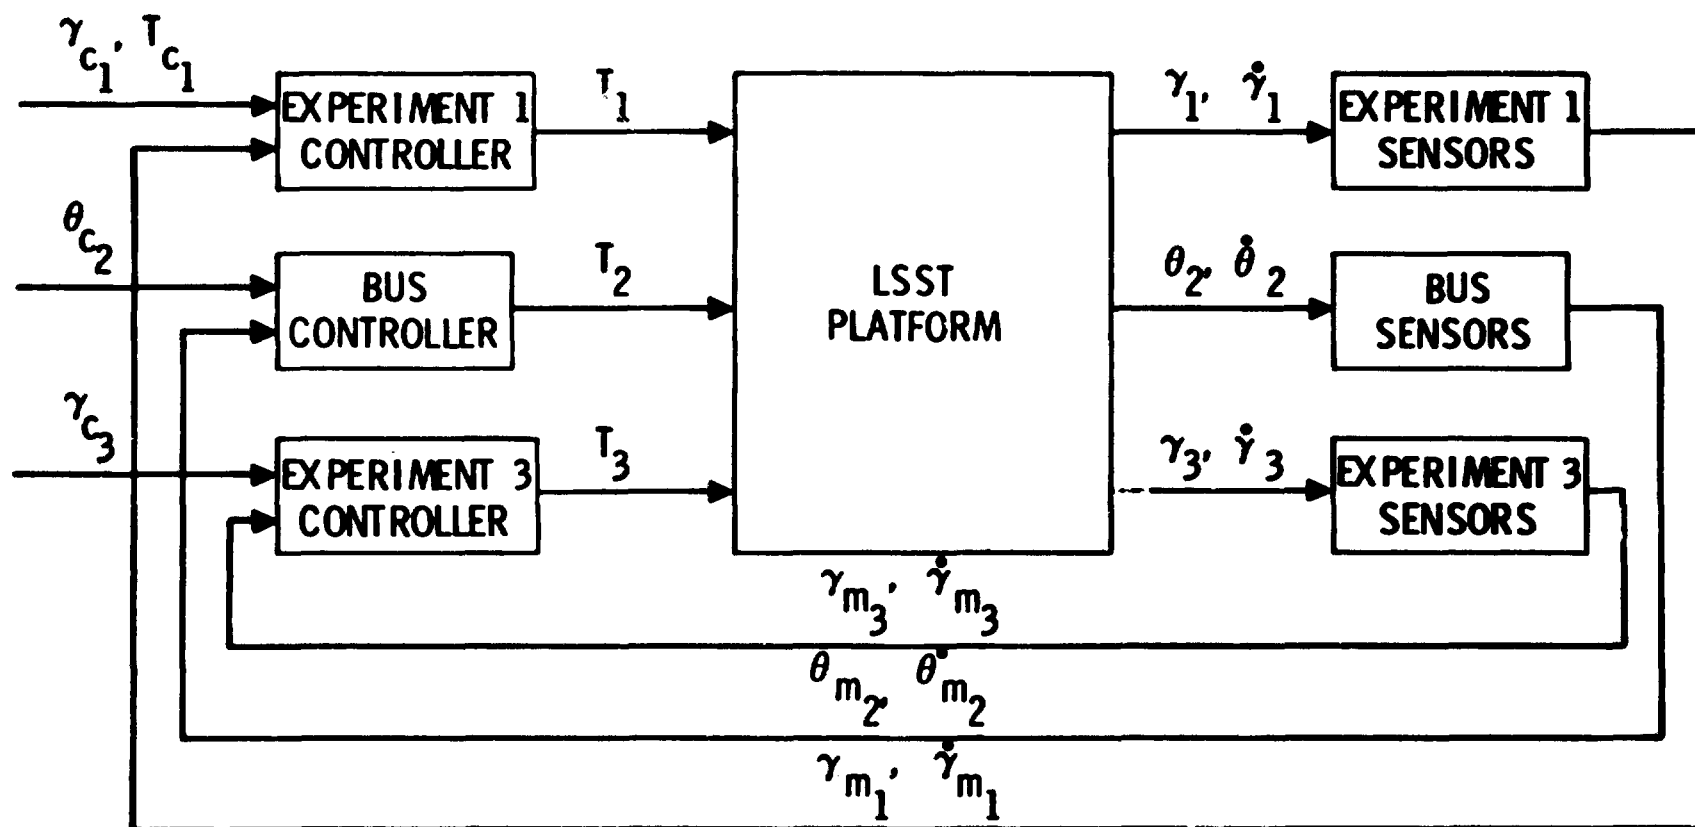 γc1, Tc1
EXPERIMENT 1
CONTROLLER
T1
γ1, γ̇1
EXPERIMENT 1
SENSORS
θc2
BUS
CONTROLLER
T2
LSST
PLATFORM
θ2, θ̇2
BUS
SENSORS
γc3
EXPERIMENT 3
CONTROLLER
T3
γ3, γ̇3
EXPERIMENT 3
SENSORS
γm3, γ̇m3
θm2, θ̇m2
γm1, γ̇m1